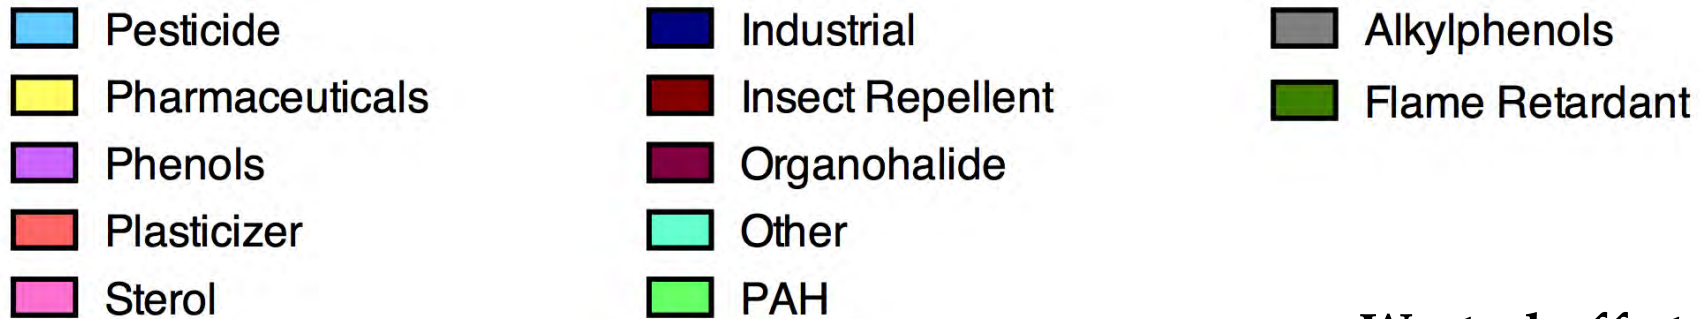 Pesticide
Pharmaceuticals
Phenols
Plasticizer
Sterol
Industrial
Insect Repellent
Organohalide
Other
PAH
Alkylphenols
Flame Retardant